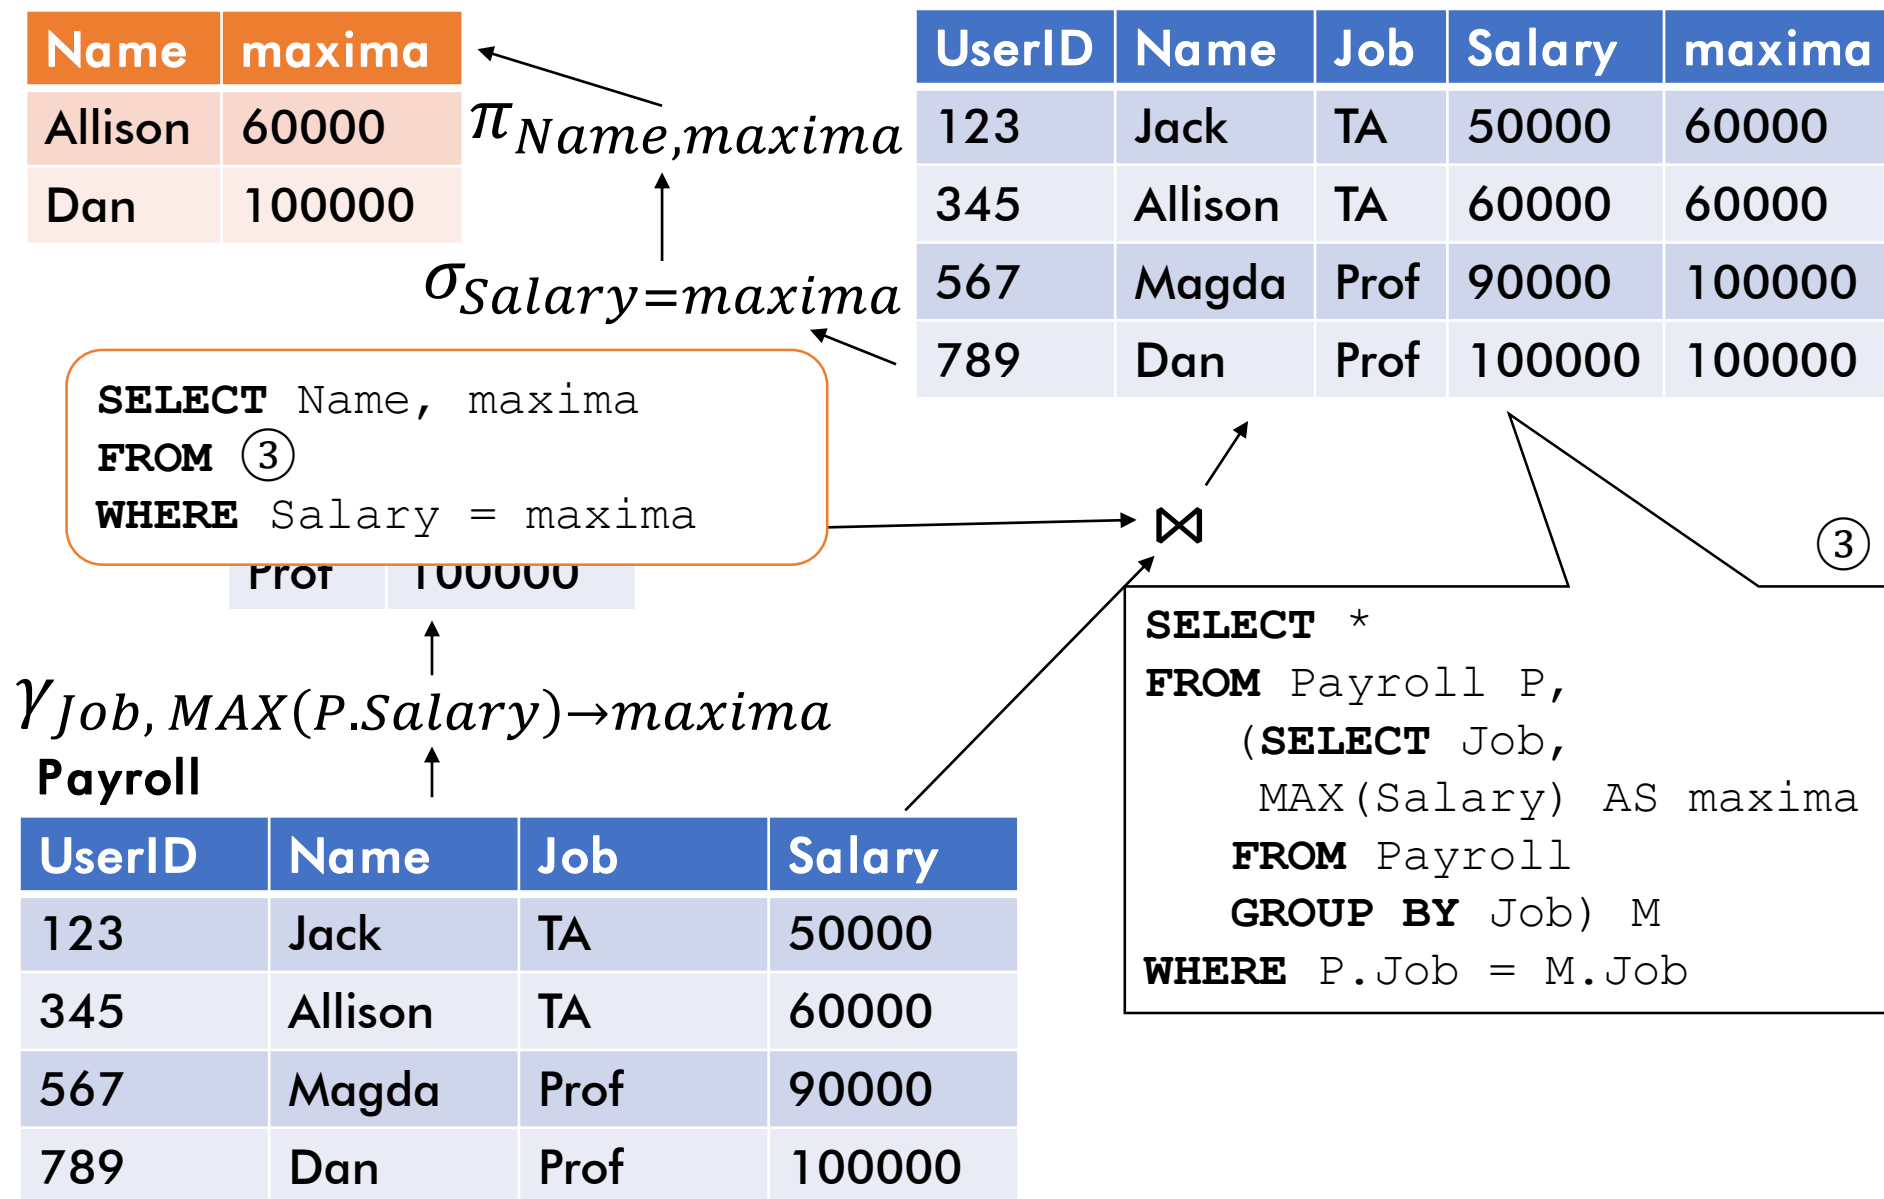 Name maxima
Allison 60000
Dan 100000
π Name,maxima
σ Salary=maxima
UserID Name Job Salary maxima
123 Jack TA 50000 60000
345 Allison TA 60000 60000
567 Magda Prof 90000 100000
789 Dan Prof 100000 100000
SELECT Name, maxima
FROM ③
WHERE Salary = maxima
⋈
Prof 100000
③
SELECT *
FROM Payroll P,
(SELECT Job,
MAX(Salary) AS maxima
FROM Payroll
GROUP BY Job) M
WHERE P.Job = M.Job
γ Job, MAX(P.Salary)→maxima
Payroll
UserID Name Job Salary
123 Jack TA 50000
345 Allison TA 60000
567 Magda Prof 90000
789 Dan Prof 100000